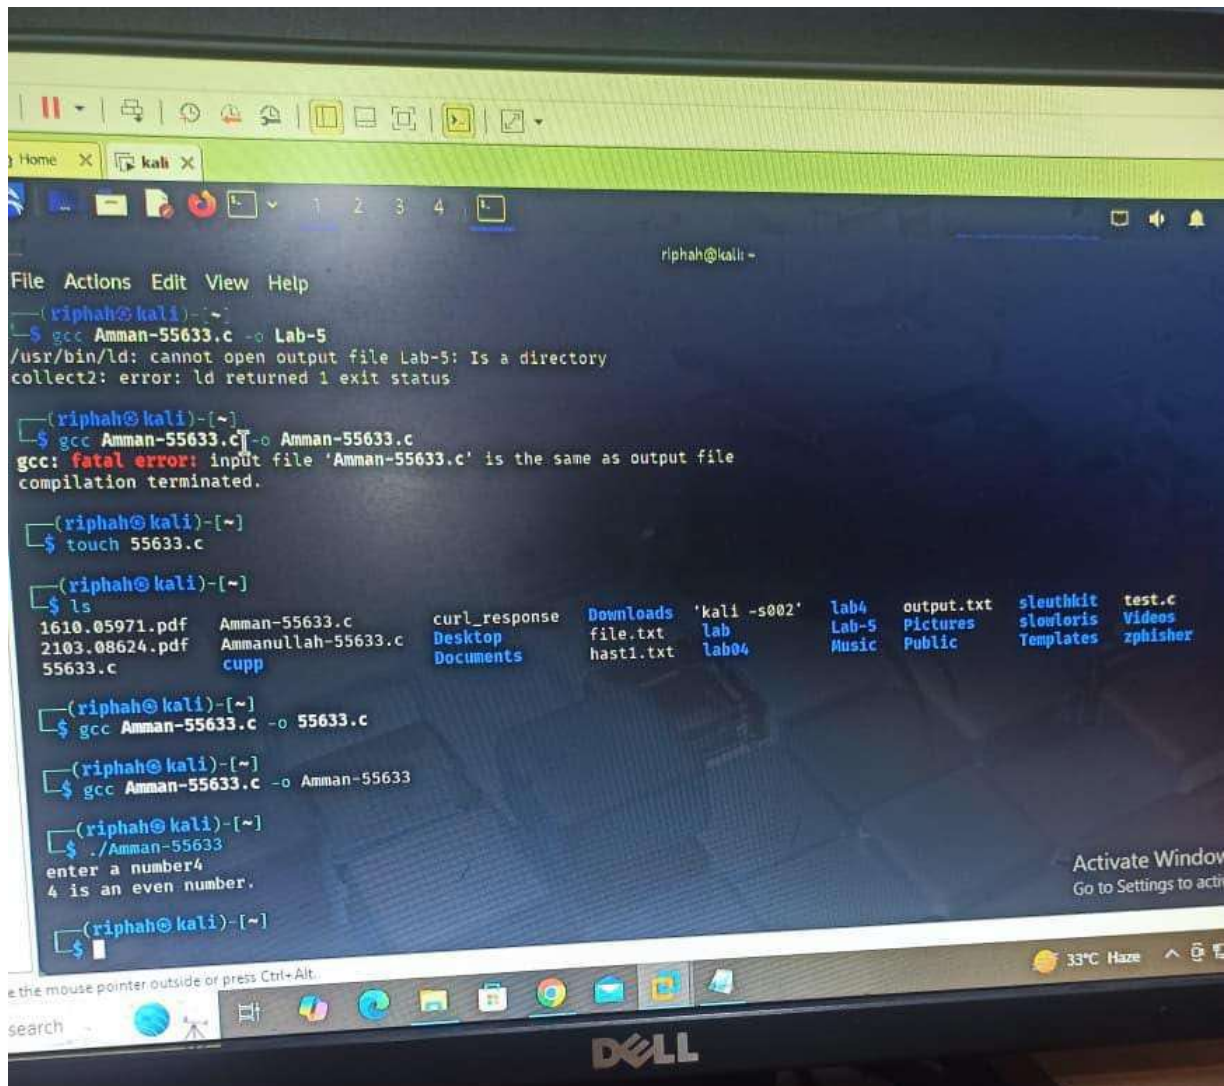 Home
kali
1 2 3 4
riphah@kali: ~
File Actions Edit View Help
(riphah㉿kali)-[~]
$ gcc Amman-55633.c -o Lab-5
/usr/bin/ld: cannot open output file Lab-5: Is a directory
collect2: error: ld returned 1 exit status
(riphah㉿kali)-[~]
$ gcc Amman-55633.c -o Amman-55633.c
gcc: fatal error: input file 'Amman-55633.c' is the same as output file
compilation terminated.
(riphah㉿kali)-[~]
$ touch 55633.c
(riphah㉿kali)-[~]
$ ls
1610.05971.pdf Amman-55633.c curl_response Downloads 'kali -s002' lab4 output.txt sleuthkit test.c
2103.08624.pdf Ammanullah-55633.c Desktop file.txt lab Lab-5 Pictures slowloris Videos
55633.c cupp Documents hast1.txt lab04 Music Public Templates zphisher
(riphah㉿kali)-[~]
$ gcc Amman-55633.c -o 55633.c
(riphah㉿kali)-[~]
$ gcc Amman-55633.c -o Amman-55633
(riphah㉿kali)-[~]
$ ./Amman-55633
enter a number4
4 is an even number.
(riphah㉿kali)-[~]
$
Activate Window
Go to Settings to activ
e the mouse pointer outside or press Ctrl+Alt.
search
33°C Haze
DELL